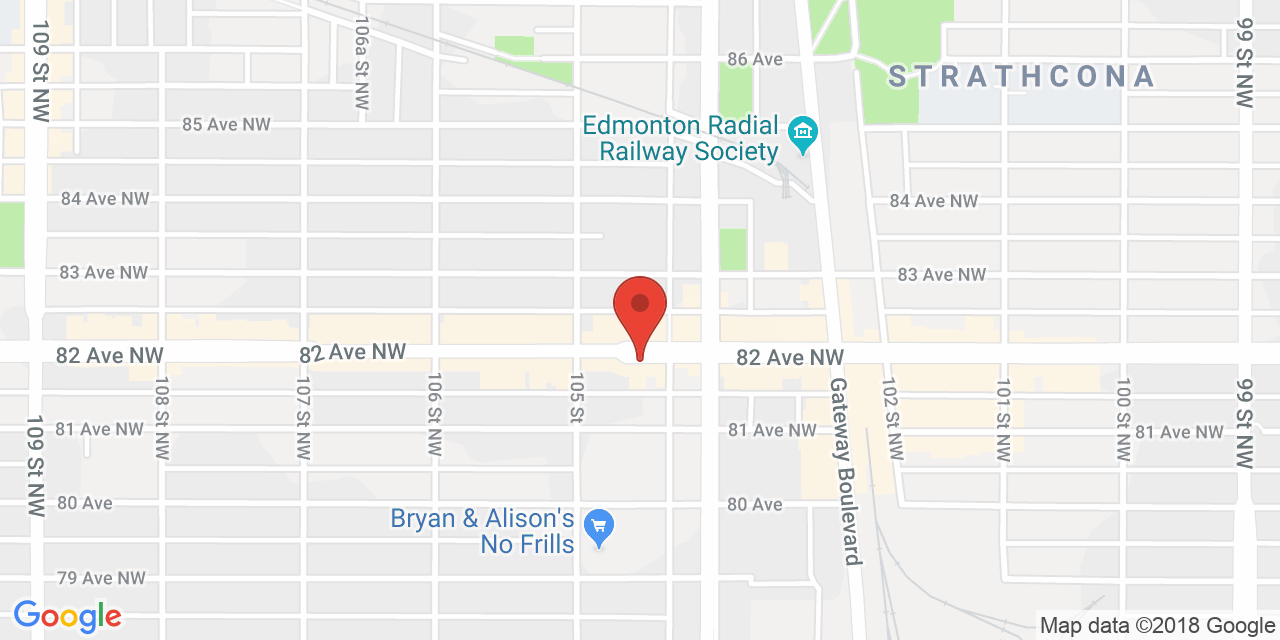 109 St NW
106a St NW
86 Ave
99 St NW
STRATHCONA
85 Ave NW
Edmonton Radial
Railway Society
84 Ave NW
84 Ave NW
83 Ave NW
83 Ave NW
82 Ave NW
82 Ave NW
82 Ave NW
108 St NW
107 St NW
106 St NW
105 St
Gateway Boulevard
102 St NW
101 St NW
100 St NW
99 St NW
109 St NW
81 Ave NW
81 Ave NW
81 Ave NW
80 Ave
80 Ave
Bryan & Alison's
No Frills
79 Ave NW
Google
Map data ©2018 Google